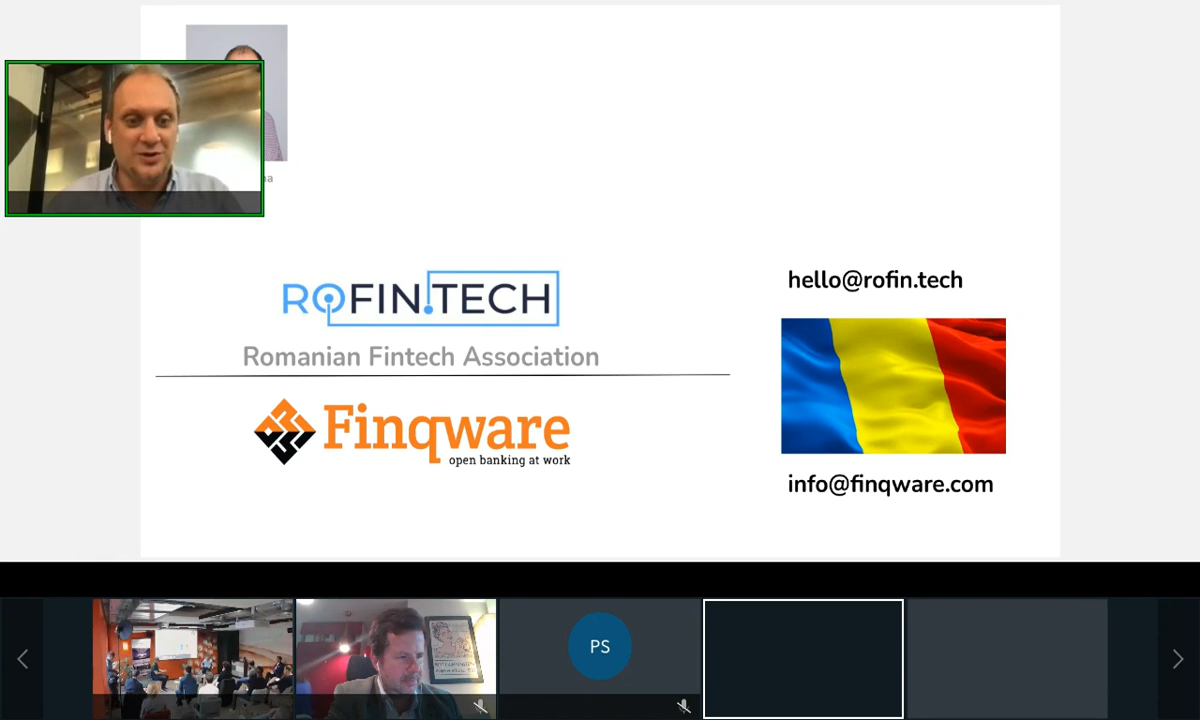 ROFIN.TECH
Romanian Fintech Association
Finqware
open banking at work
hello@rofin.tech
info@finqware.com
PS